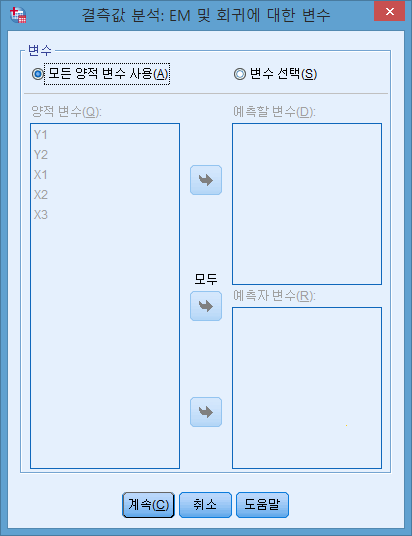 결측값 분석: EM 및 회귀에 대한 변수
변수
모든 양적 변수 사용(A) 변수 선택(S)
양적 변수(Q): 예측할 변수(D):
Y1
Y2
X1
X2
X3
모두
예측자 변수(R):
계속(C) 취소 도움말